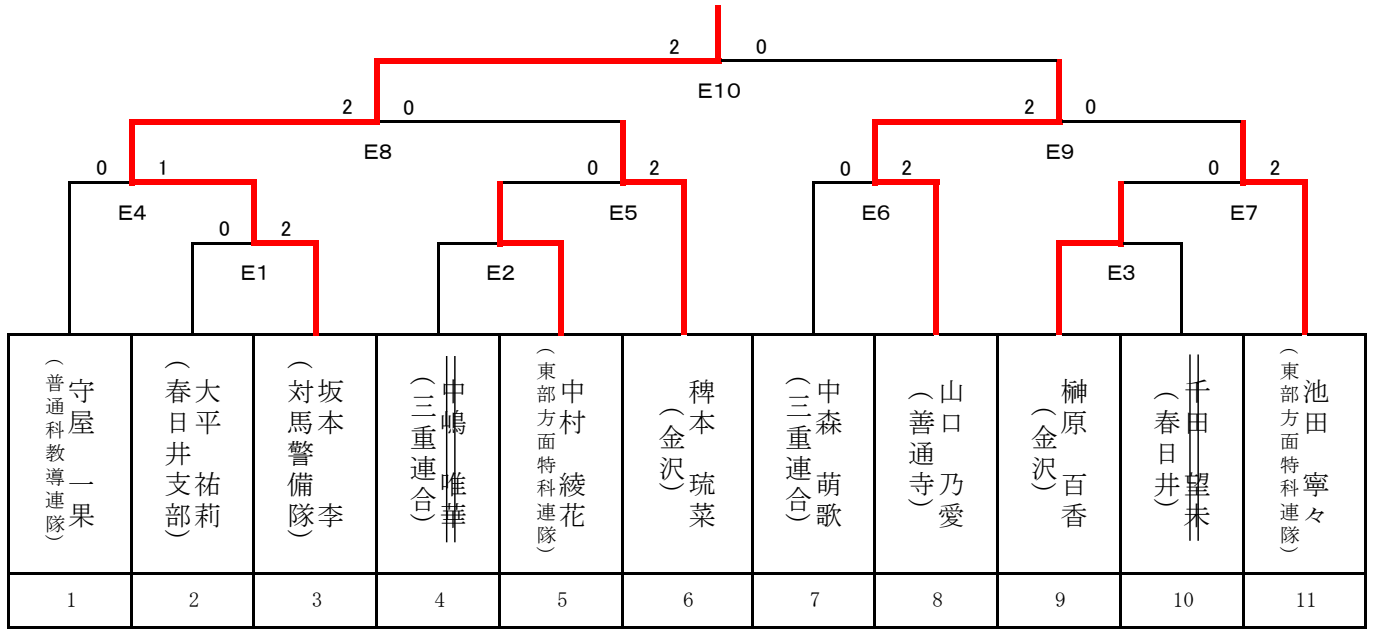 2 0
E10
2 0 2 0
E8 E9
0 1 0 2 0 2 0 2
E4 E5 E6 E7
0 2
E1 E2 E3
守屋 一果
(普通科教導連隊)
大平 祐莉
(春日井支部)
坂本 李
(対馬警備隊)
中嶋 唯華
(三重連合)
中村 綾花
(東部方面特科連隊)
稗本 琉菜
(金沢)
中森 萌歌
(三重連合)
山口 乃愛
(善通寺)
榊原 百香
(金沢)
千田 望未
(春日井)
池田 寧々
(東部方面特科連隊)
1 2 3 4 5 6 7 8 9 10 11